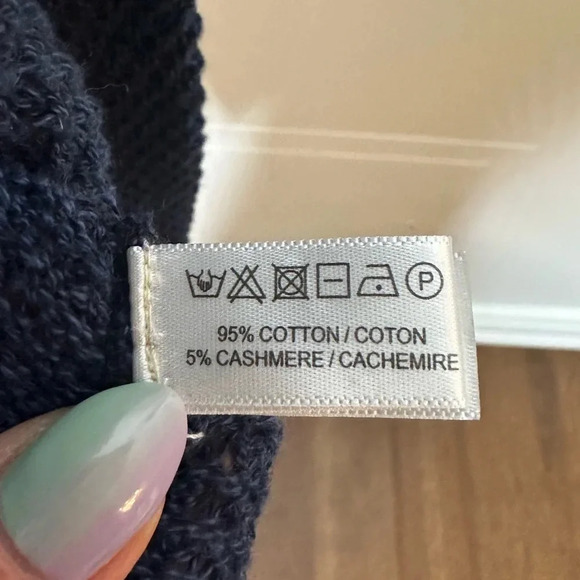 P
95% COTTON / COTON
5% CASHMERE / CACHEMIRE